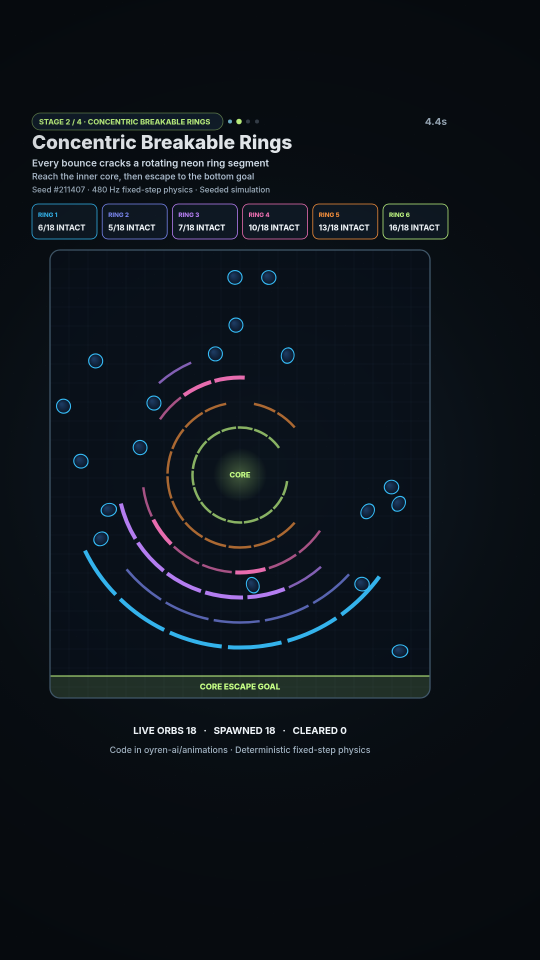 STAGE 2 / 4 · CONCENTRIC BREAKABLE RINGS
4.4s
Concentric Breakable Rings
Every bounce cracks a rotating neon ring segment
Reach the inner core, then escape to the bottom goal
Seed #211407 · 480 Hz fixed-step physics · Seeded simulation
RING 1
6/18 INTACT
RING 2
5/18 INTACT
RING 3
7/18 INTACT
RING 4
10/18 INTACT
RING 5
13/18 INTACT
RING 6
16/18 INTACT
CORE
CORE ESCAPE GOAL
LIVE ORBS 18 · SPAWNED 18 · CLEARED 0
Code in oyren-ai/animations · Deterministic fixed-step physics